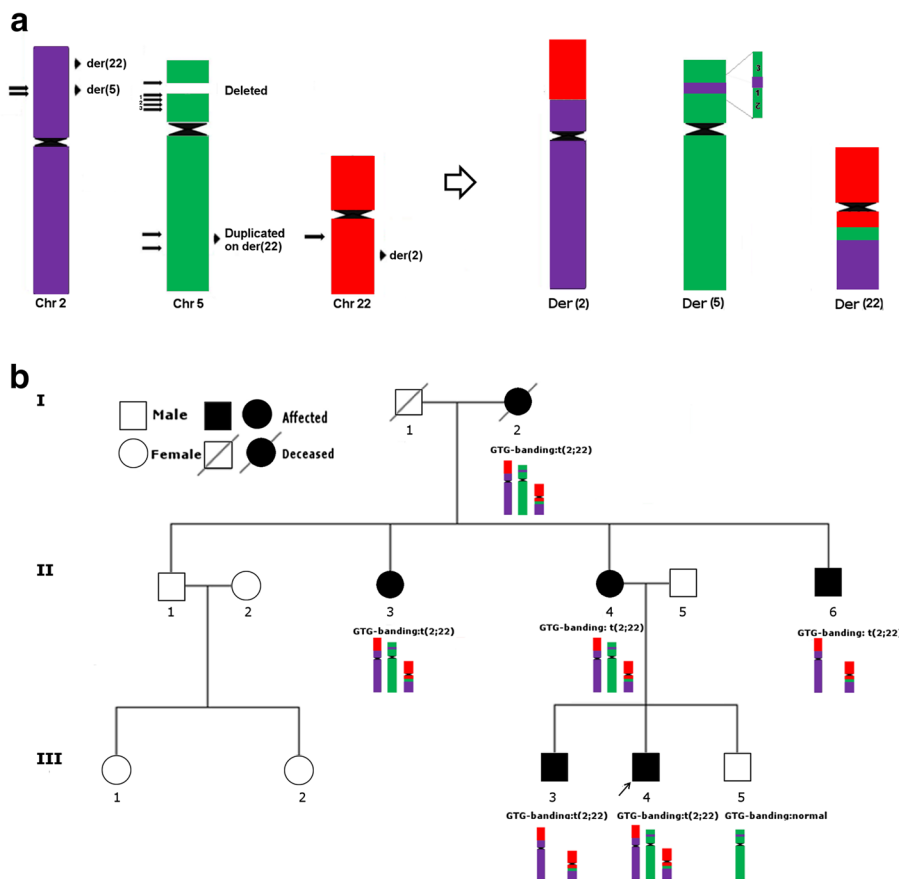 a
der(22)
der(5)
Deleted
Duplicated
on der(22)
der(2)
Chr 2
Chr 5
Chr 22
Der (2)
Der (5)
Der (22)
b
I
Male
Affected
Female
Deceased
1
2
GTG-banding:t(2;22)
II
1
2
3
4
5
6
GTG-banding:t(2;22)
GTG-banding: t(2;22)
GTG-banding: t(2;22)
III
1
2
3
4
5
GTG-banding:t(2;22)
GTG-banding:t(2;22)
GTG-banding:normal